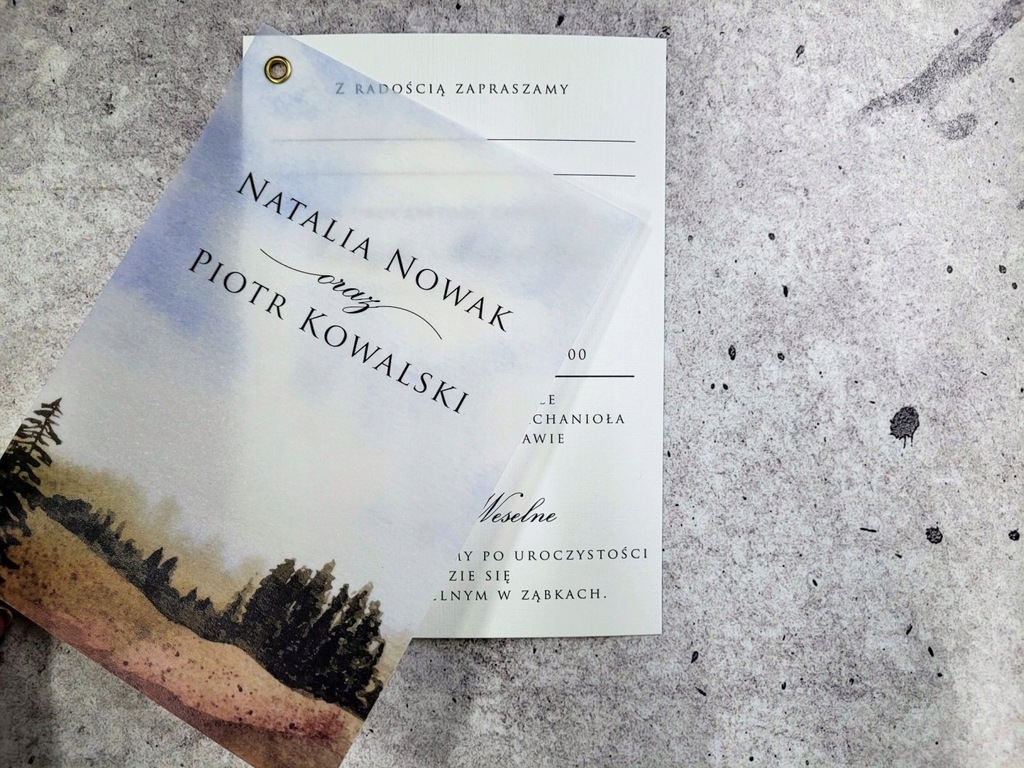 Z RADOŚCIĄ ZAPRASZAMY
NATALIA NOWAK
oraz
PIOTR KOWALSKI
00
CHANIOŁA
AWIE
Weselne
PO UROCZYSTOŚCI
ZIE SIĘ
LNYM W ZĄBKACH.